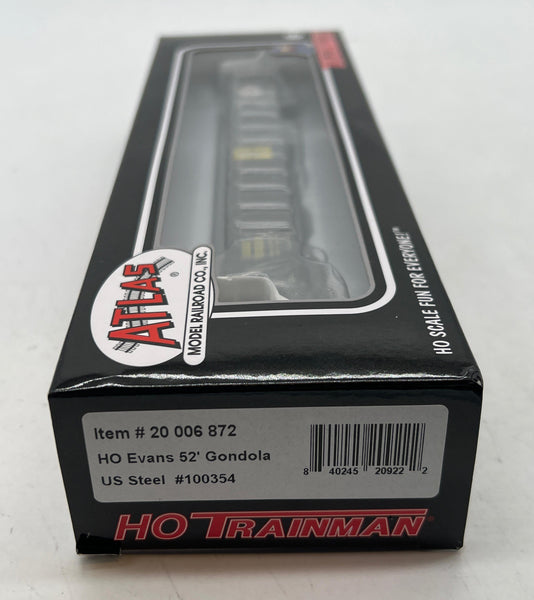 ATLAS®
MODEL RAILROAD CO., INC.
HO SCALE FUN FOR EVERYONE!™
Item # 20 006 872
HO Evans 52' Gondola
US Steel #100354
8 40245 20922 2
HO TRAINMAN